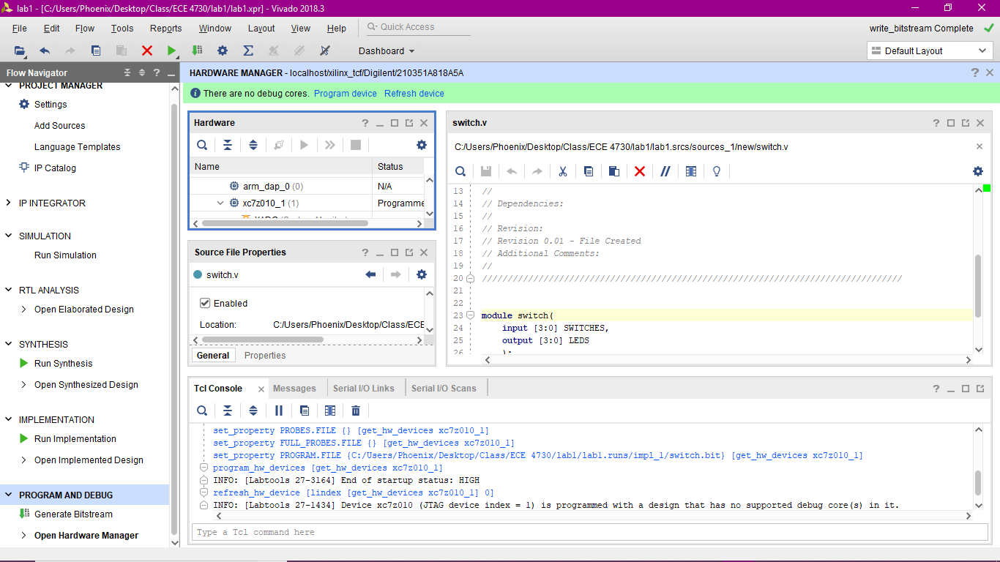 lab1 - [C:/Users/Phoenix/Desktop/Class/ECE 4730/lab1/lab1.xpr] - Vivado 2018.3
File Edit Flow Tools Reports Window Layout View Help Quick Access
write_bitstream Complete
Dashboard
Default Layout
Flow Navigator
PROJECT MANAGER
Settings
Add Sources
Language Templates
IP Catalog
IP INTEGRATOR
SIMULATION
Run Simulation
RTL ANALYSIS
Open Elaborated Design
SYNTHESIS
Run Synthesis
Open Synthesized Design
IMPLEMENTATION
Run Implementation
Open Implemented Design
PROGRAM AND DEBUG
Generate Bitstream
Open Hardware Manager
HARDWARE MANAGER - localhost/xilinx_tcf/Digilent/210351A818A5A
There are no debug cores. Program device Refresh device
Hardware
Name Status
arm_dap_0 (0) N/A
xc7z010_1 (1) Programme
Source File Properties
switch.v
Enabled
Location: C:/Users/Phoenix/Desktop/Class/ECE
General Properties
switch.v
C:/Users/Phoenix/Desktop/Class/ECE 4730/lab1/lab1.srcs/sources_1/new/switch.v
13 //
14 // Dependencies:
15 //
16 // Revision:
17 // Revision 0.01 - File Created
18 // Additional Comments:
19 //
20 //////////////////////////////////////////////////////////////////////////////////
21
22
23 module switch(
24 input [3:0] SWITCHES,
25 output [3:0] LEDS
26 );
Tcl Console Messages Serial I/O Links Serial I/O Scans
set_property PROBES.FILE {} [get_hw_devices xc7z010_1]
set_property FULL_PROBES.FILE {} [get_hw_devices xc7z010_1]
set_property PROGRAM.FILE {C:/Users/Phoenix/Desktop/Class/ECE 4730/lab1/lab1.runs/impl_1/switch.bit} [get_hw_devices xc7z010_1]
program_hw_devices [get_hw_devices xc7z010_1]
INFO: [Labtools 27-3164] End of startup status: HIGH
refresh_hw_device [lindex [get_hw_devices xc7z010_1] 0]
INFO: [Labtools 27-1434] Device xc7z010 (JTAG device index = 1) is programmed with a design that has no supported debug core(s) in it.
Type a Tcl command here